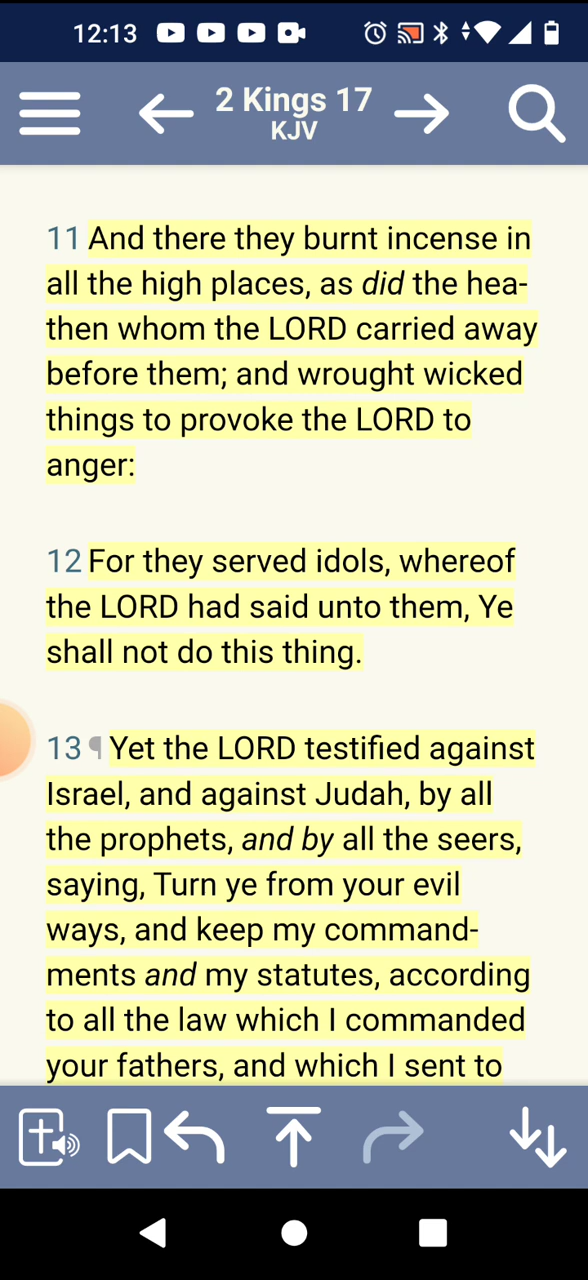 12:13
2 Kings 17
KJV
11 And there they burnt incense in
all the high places, as did the hea-
then whom the LORD carried away
before them; and wrought wicked
things to provoke the LORD to
anger:
12 For they served idols, whereof
the LORD had said unto them, Ye
shall not do this thing.
13 ¶ Yet the LORD testified against
Israel, and against Judah, by all
the prophets, and by all the seers,
saying, Turn ye from your evil
ways, and keep my command-
ments and my statutes, according
to all the law which I commanded
your fathers, and which I sent to